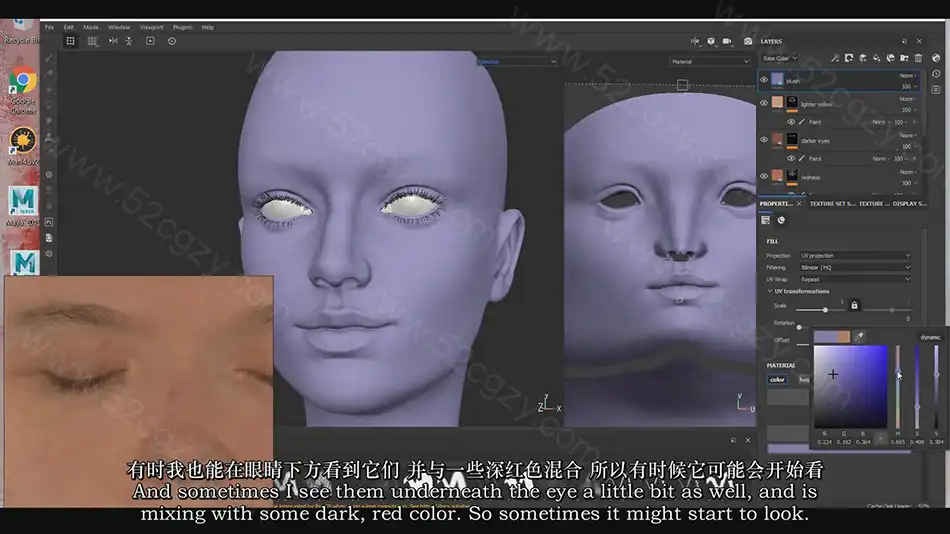 File Edit Mode Window Viewport Plugins Help
Recycle Bin
Google
Chrome
Material
LAYERS
Base Color
blush
Norm
100
lighter yellow
Norm
100
Paint
Norm
100
darker eyes
Norm
100
Paint
Norm
100
redness
Norm
100
PROPERTI... TEXTURE SET S... TEXTURE ... DISPLAY S...
FILL
Projection UV projection
Filtering Bilinear | HQ
UV Wrap Repeat
UV transformations
Scale 1
Rotation 0
Offset
dynamic
MATERIAL
color
R G B H S V
0.224 0.192 0.384 0.695 0.498 0.384
Z X
U
www.52cgzy.com
有时我也能在眼睛下方看到它们 并与一些深红色混合 所以有时候它可能会开始看
And sometimes I see them underneath the eye a little bit as well, and is
mixing with some dark, red color. So sometimes it might start to look.